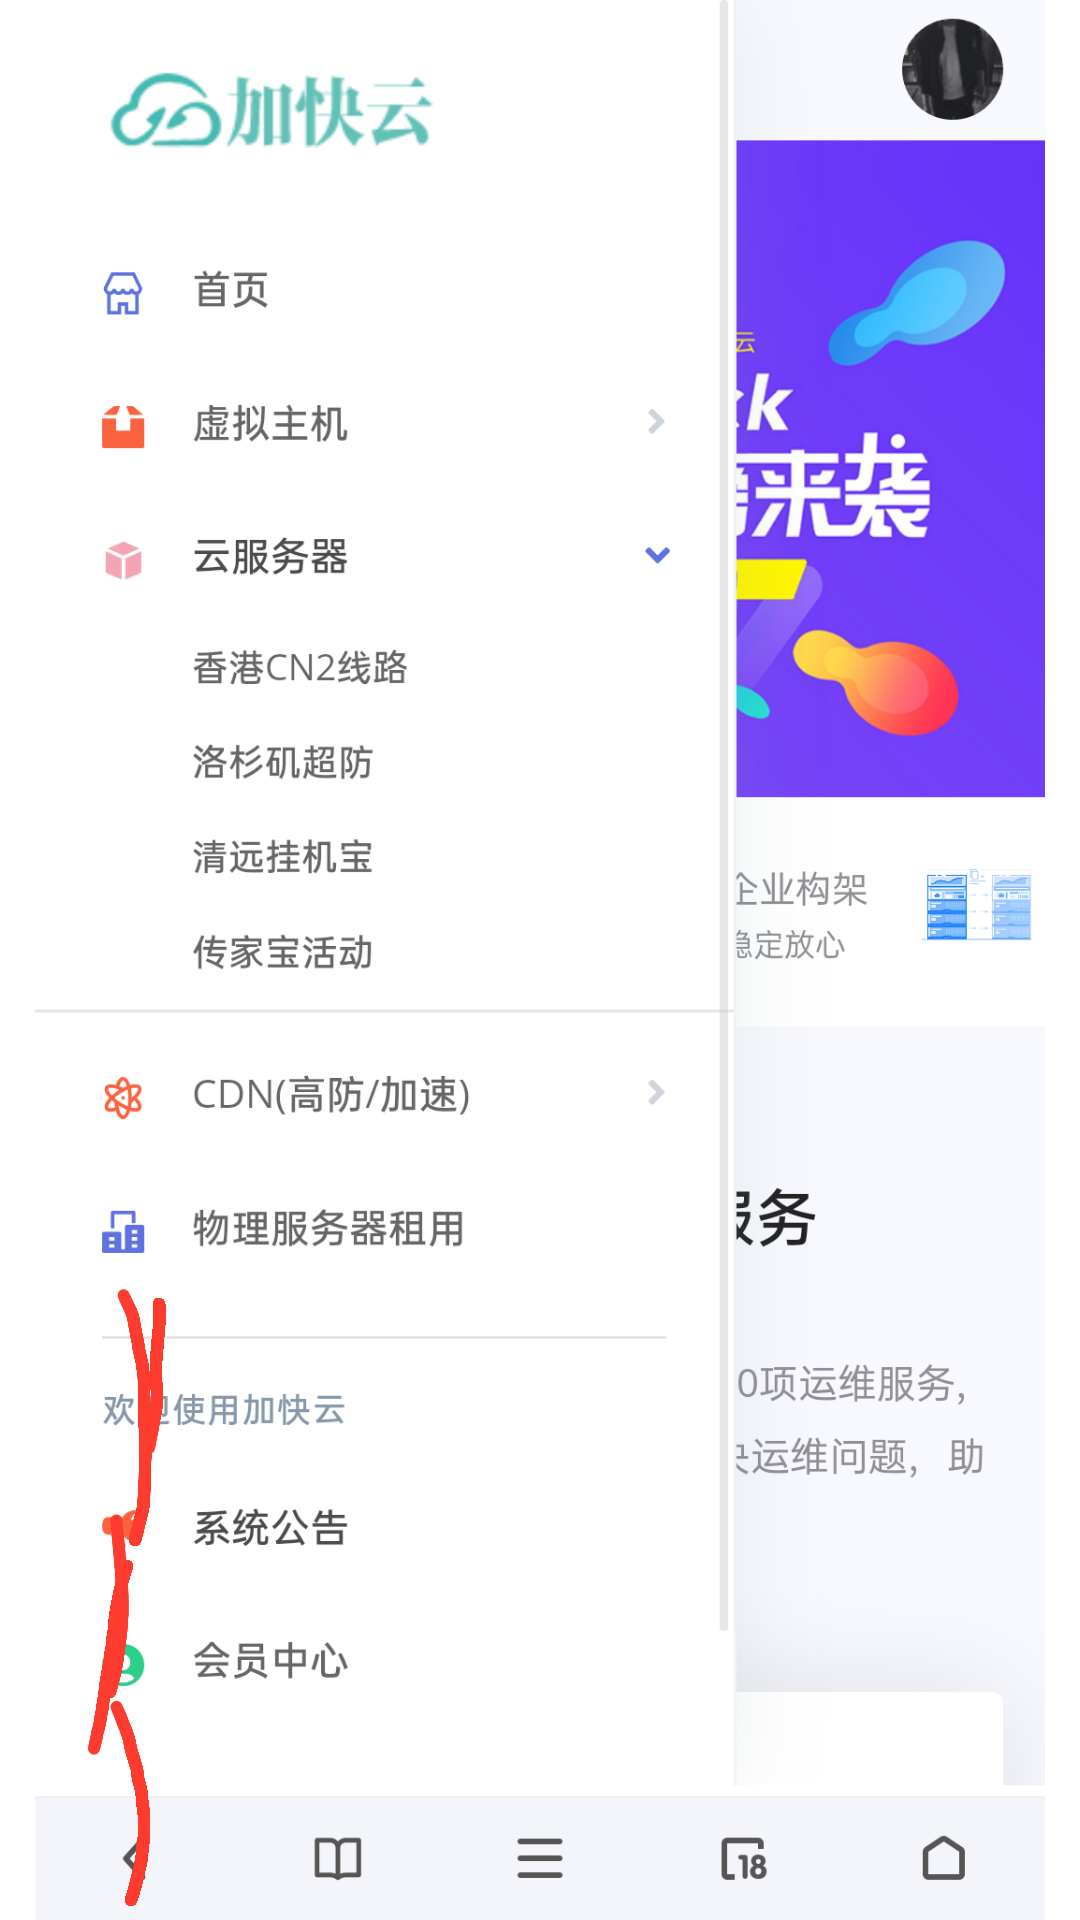 加快云
首页
虚拟主机
云服务器
香港CN2线路
洛杉矶超防
清远挂机宝
传家宝活动
CDN(高防/加速)
物理服务器租用
欢迎使用加快云
系统公告
会员中心
云
ck
来袭
企业构架
稳定放心
服务
0项运维服务，
决运维问题，助
18